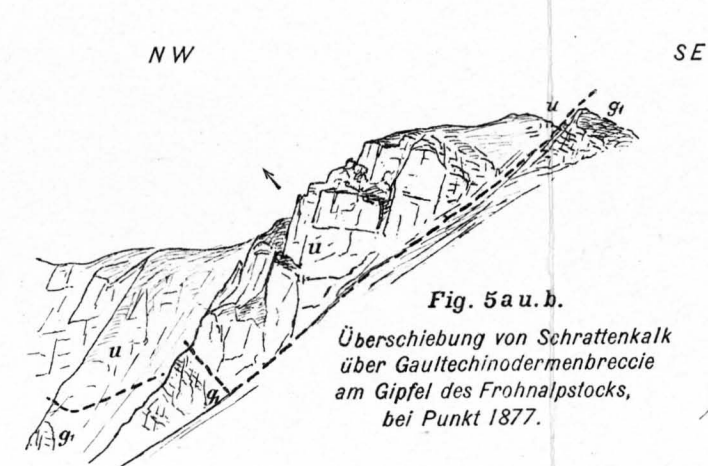 NW
SE
u
g1
u
Fig. 5a u. b.
Überschiebung von Schrattenkalk
über Gaultechinodermenbreccie
am Gipfel des Frohnalpstocks,
bei Punkt 1877.
u
g1
g1